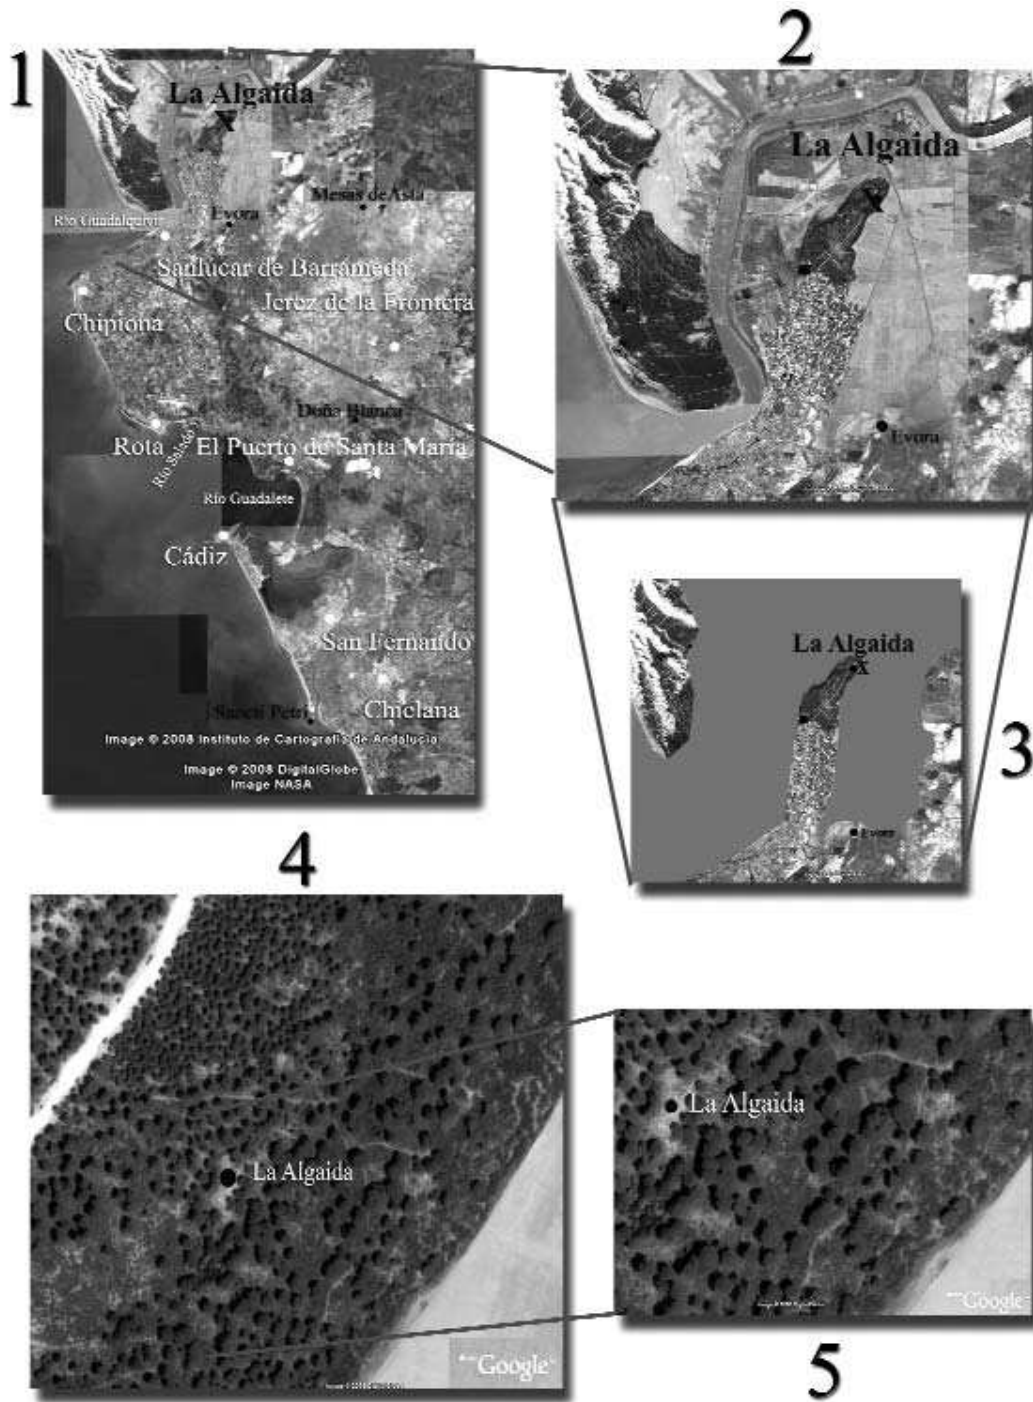 1
La Algaida
Mesas de Asta
Evora
Río Guadalquivir
Sanlucar de Barrameda
Jerez de la Frontera
Chipiona
Doña Blanca
Rota
Río Salado
El Puerto de Santa María
Río Guadalete
Cádiz
San Fernando
Chiclana
Sancti Petri
Image © 2008 Instituto de Cartografía de Andalucía
Image © 2008 DigitalGlobe
Image NASA
2
La Algaida
Evora
3
La Algaida
X
Evora
4
La Algaida
Google
5
La Algaida
Google